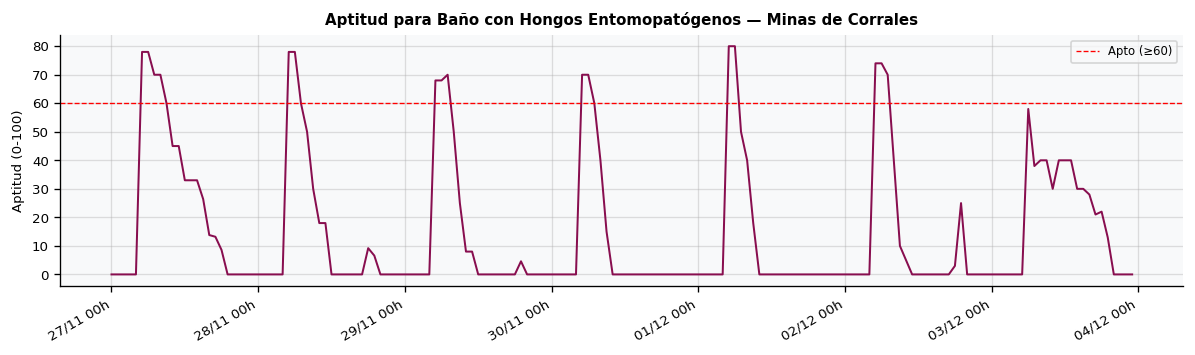 Aptitud para Baño con Hongos Entomopatógenos — Minas de Corrales
Apto (≥60)
Aptitud (0-100)
80
70
60
50
40
30
20
10
0
27/11 00h
28/11 00h
29/11 00h
30/11 00h
01/12 00h
02/12 00h
03/12 00h
04/12 00h